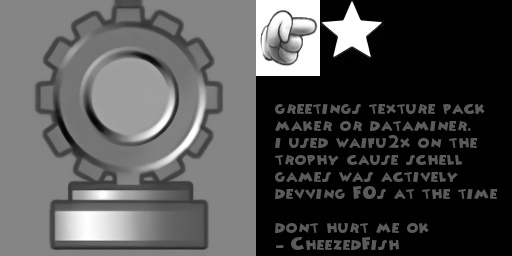 GREETINGS TEXTURE PACK
MAKER OR DATAMINER.
I USED WAIFU2X ON THE
TROPHY CAUSE SCHELL
GAMES WAS ACTIVELY
DEVVING FOS AT THE TIME
DONT HURT ME OK
- CHEEZEDFISH